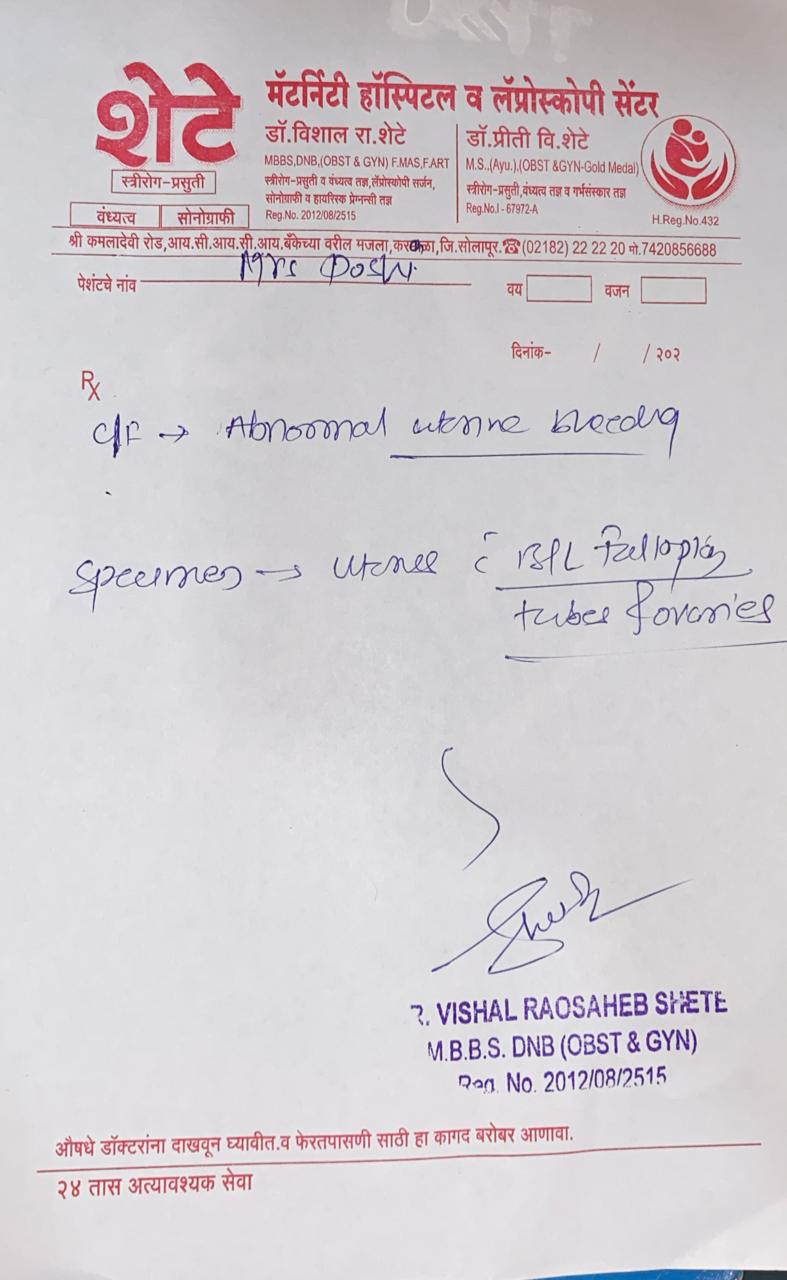 शेटे
स्त्रीरोग-प्रसुती
वंध्यत्व सोनोग्राफी
मॅटर्निटी हॉस्पिटल व लॅप्रोस्कोपी सेंटर
डॉ.विशाल रा.शेटे
MBBS,DNB,(OBST & GYN) F.MAS,F.ART
स्त्रीरोग-प्रसुती व वंध्यत्व तज्ञ,लॅप्रोस्कोपी सर्जन,
सोनोग्राफी व हायरिस्क प्रेग्नन्सी तज्ञ
Reg.No. 2012/08/2515
डॉ.प्रीती वि.शेटे
M.S.,(Ayu.),(OBST &GYN-Gold Medal)
स्त्रीरोग-प्रसुती,वंध्यत्व तज्ञ व गर्भसंस्कार तज्ञ
Reg.No.I - 67972-A
H.Reg.No.432
श्री कमलादेवी रोड,आय.सी.आय.सी.आय.बँकेच्या वरील मजला,करमाळा,जि.सोलापूर.☎(02182) 22 22 20 मो.7420856688
पेशंटचे नांव Mrs Doshi वय वजन
दिनांक- / /२०२
Rx
C/F → Abnormal uterine bleeding
Specimen → uterus c̄ B/L fallopian
tubes & ovaries
R. VISHAL RAOSAHEB SHETE
M.B.B.S. DNB (OBST & GYN)
Reg. No. 2012/08/2515
औषधे डॉक्टरांना दाखवून घ्यावीत.व फेरतपासणी साठी हा कागद बरोबर आणावा.
२४ तास अत्यावश्यक सेवा